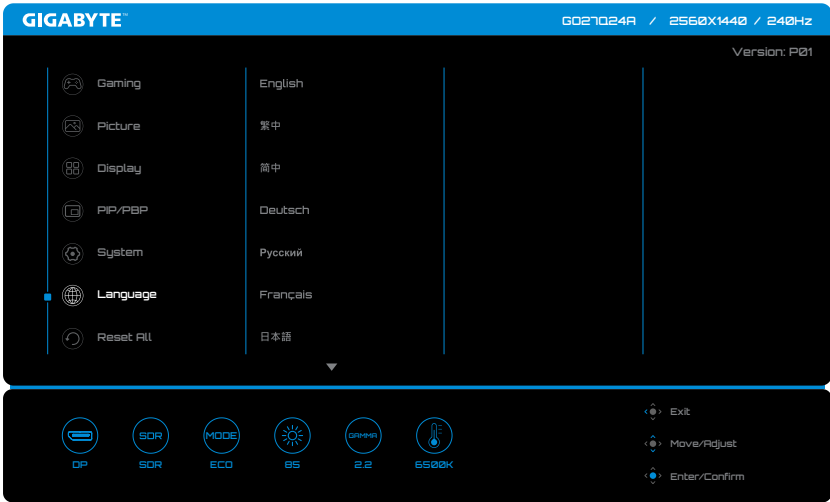 GIGABYTE™
GO27Q24A / 2560X1440 / 240Hz
Version: P01
Gaming
English
Picture
繁中
Display
简中
PIP/PBP
Deutsch
System
Русский
Language
Français
Reset All
日本語
SDR
MODE
GAMMA
DP
SDR
ECO
85
2.2
6500K
Exit
Move/Adjust
Enter/Confirm